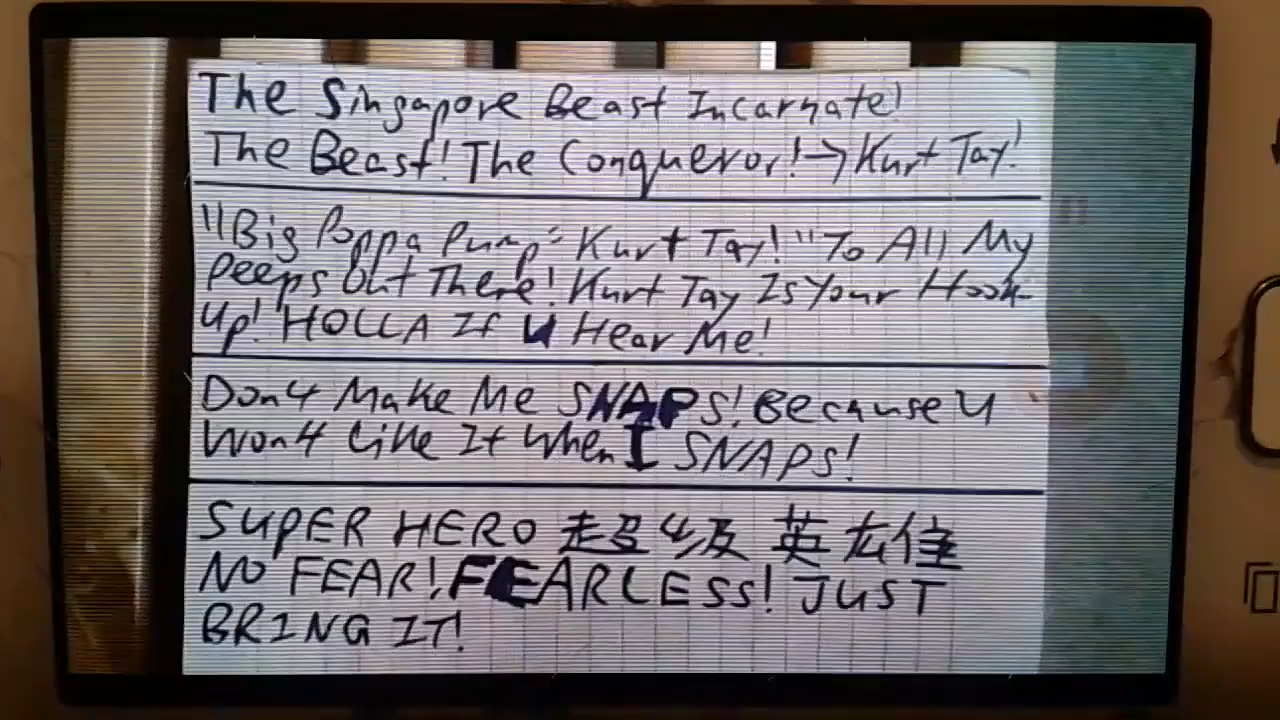 The Singapore Beast Incarnate!
The Beast! The Conqueror! → Kurt Tay!
"Big Poppa Pump" Kurt Tay! "To All My
Peeps Out There! Kurt Tay Is Your Hook
Up! HOLLA If U Hear Me!
Don4 Make Me SNAPS! Because U
Won4 Like It When I SNAPS!
SUPER HERO 超级 英雄
NO FEAR! FEARLESS! JUST
BRING IT!